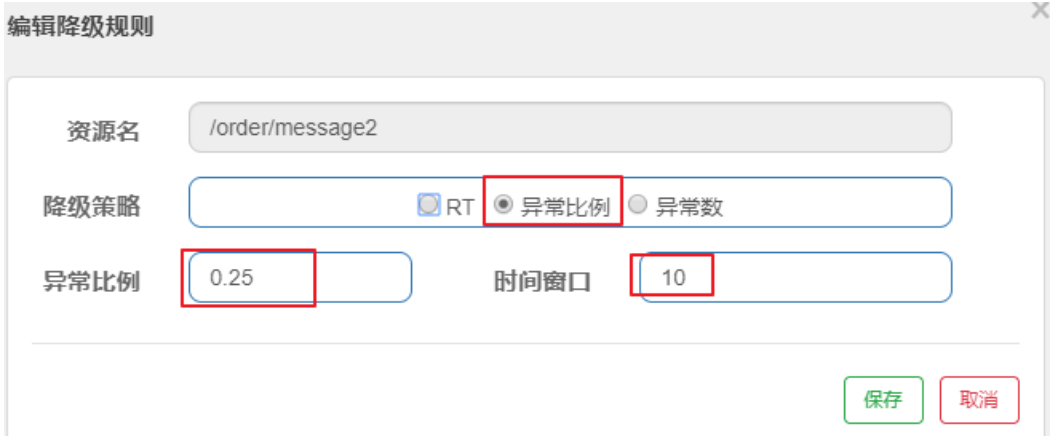 编辑降级规则 ×
资源名 /order/message2
降级策略 RT 异常比例 异常数
异常比例 0.25 时间窗口 10
保存 取消